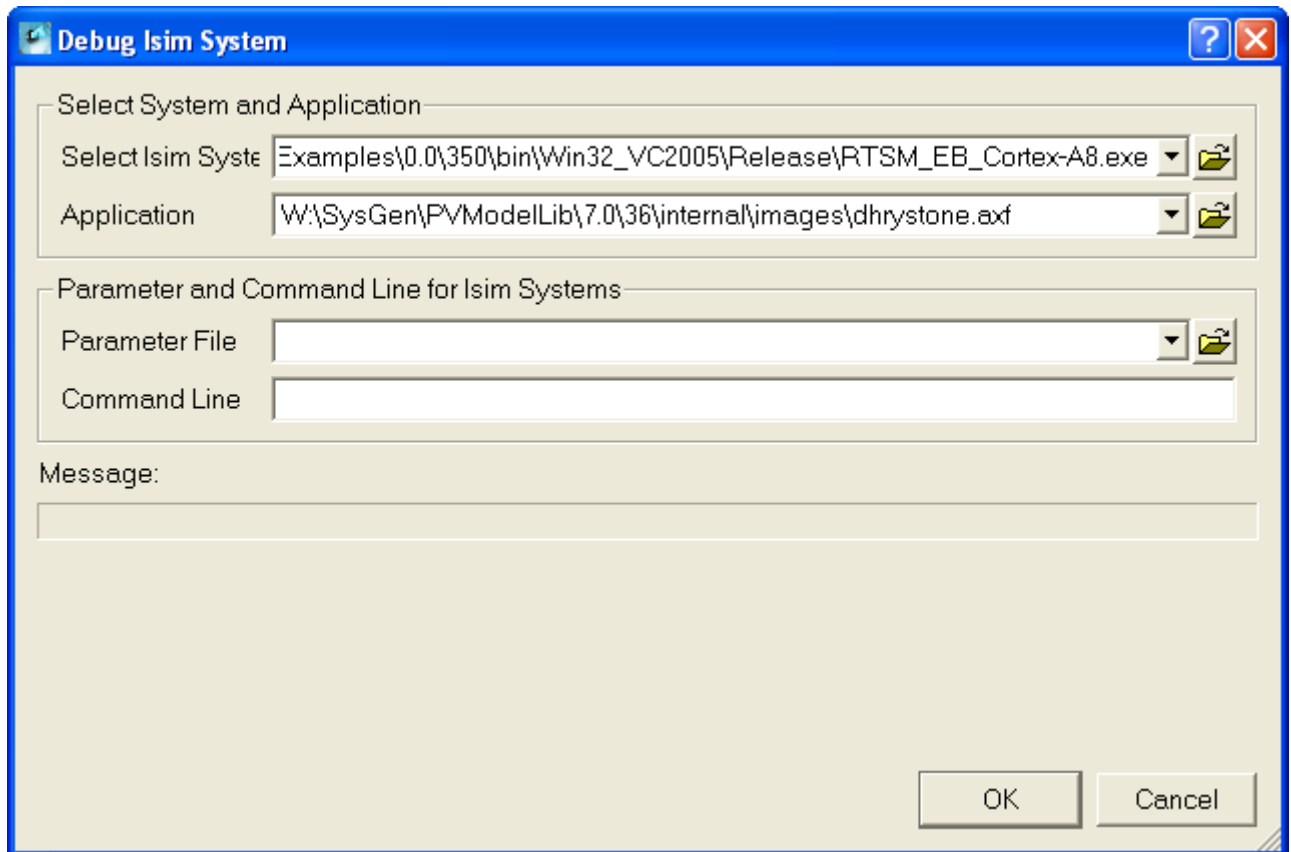 Debug Isim System
Select System and Application
Select Isim Syste Examples\0.0\350\bin\Win32_VC2005\Release\RTSM_EB_Cortex-A8.exe
Application W:\SysGen\PVModelLib\7.0\36\internal\images\dhrystone.axf
Parameter and Command Line for Isim Systems
Parameter File
Command Line
Message:
OK Cancel